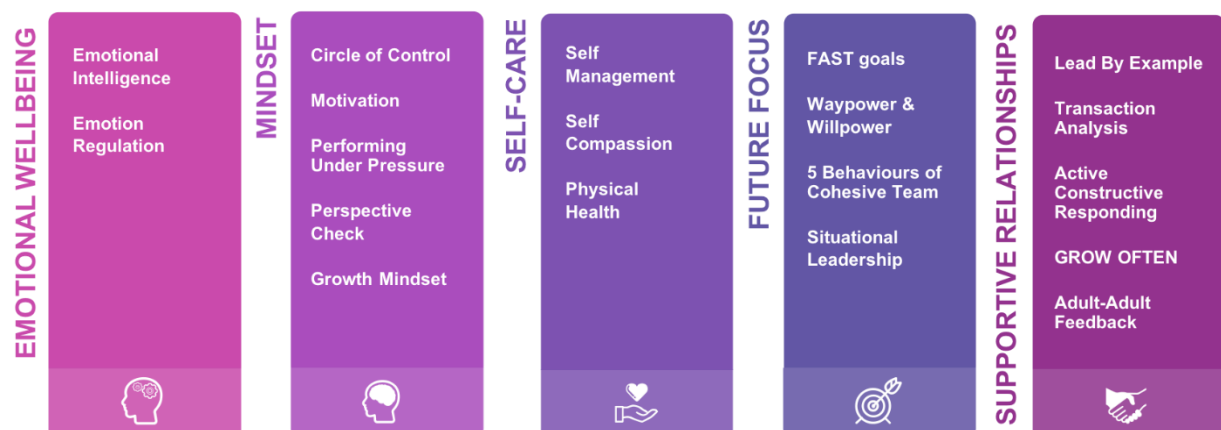 EMOTIONAL WELLBEING
Emotional
Intelligence
Emotion
Regulation
MINDSET
Circle of Control
Motivation
Performing
Under Pressure
Perspective
Check
Growth Mindset
SELF-CARE
Self
Management
Self
Compassion
Physical
Health
FUTURE FOCUS
FAST goals
Waypower &
Willpower
5 Behaviours of
Cohesive Team
Situational
Leadership
SUPPORTIVE RELATIONSHIPS
Lead By Example
Transaction
Analysis
Active
Constructive
Responding
GROW OFTEN
Adult-Adult
Feedback